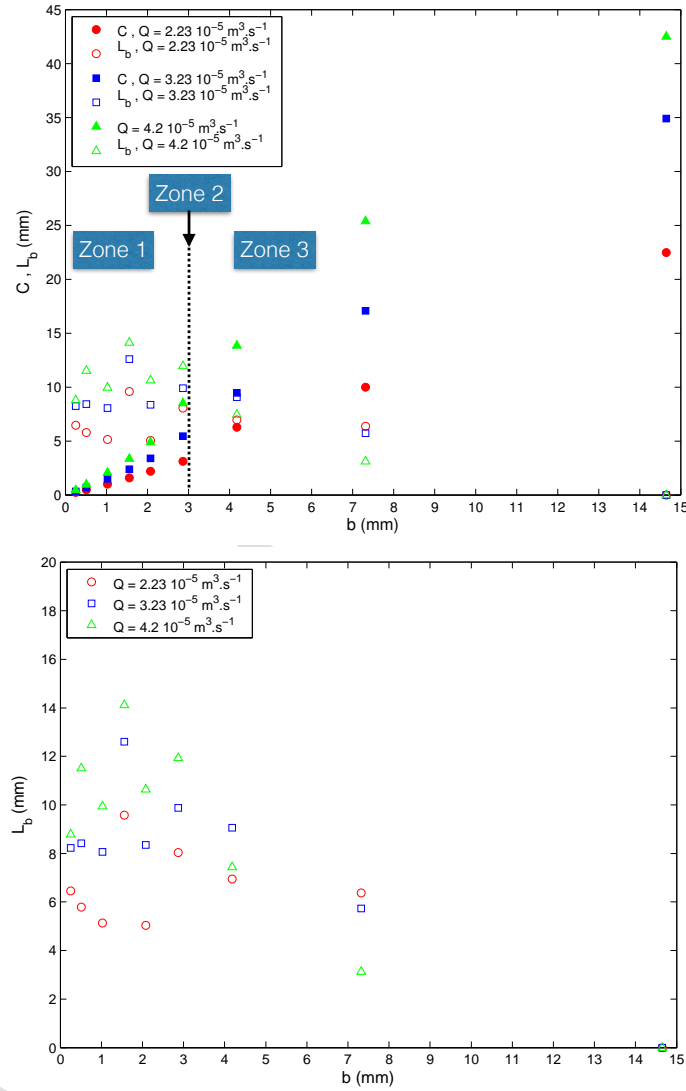 45
40
35
30
25
20
15
10
5
0
C , L_b (mm)
C , Q = 2.23 10⁻⁵ m³.s⁻¹
L_b , Q = 2.23 10⁻⁵ m³.s⁻¹
C , Q = 3.23 10⁻⁵ m³.s⁻¹
L_b , Q = 3.23 10⁻⁵ m³.s⁻¹
Q = 4.2 10⁻⁵ m³.s⁻¹
L_b , Q = 4.2 10⁻⁵ m³.s⁻¹
Zone 2
Zone 1 Zone 3
0 1 2 3 4 5 6 7 8 9 10 11 12 13 14 15
b (mm)
20
18
16
14
12
10
8
6
4
2
0
L_b (mm)
Q = 2.23 10⁻⁵ m³.s⁻¹
Q = 3.23 10⁻⁵ m³.s⁻¹
Q = 4.2 10⁻⁵ m³.s⁻¹
0 1 2 3 4 5 6 7 8 9 10 11 12 13 14 15
b (mm)